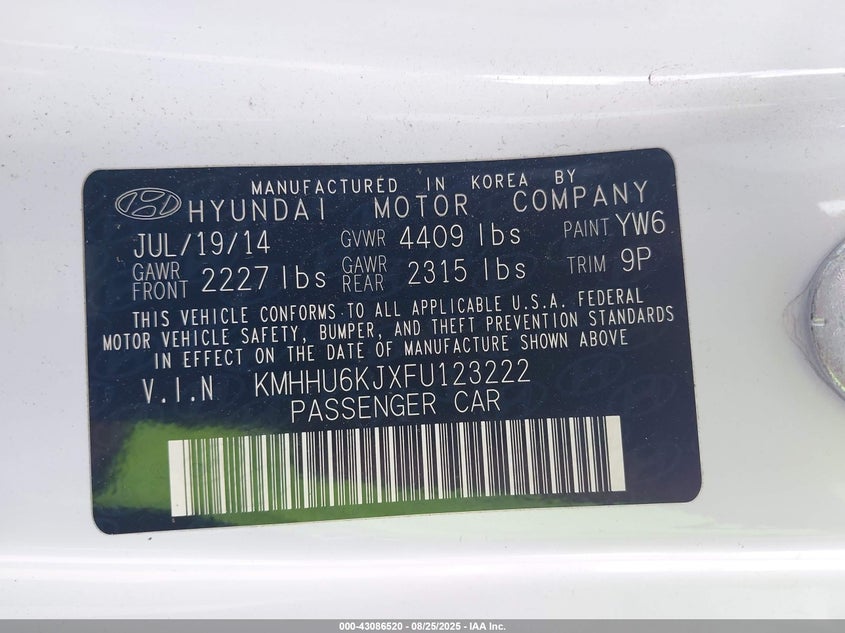 MANUFACTURED IN KOREA BY
HYUNDAI MOTOR COMPANY
JUL/19/14 GVWR 4409 lbs PAINT YW6
GAWR FRONT 2227 lbs GAWR REAR 2315 lbs TRIM 9P
THIS VEHICLE CONFORMS TO ALL APPLICABLE U.S.A. FEDERAL
MOTOR VEHICLE SAFETY, BUMPER, AND THEFT PREVENTION STANDARDS
IN EFFECT ON THE DATE OF MANUFACTURE SHOWN ABOVE
V.I.N KMHHU6KJXFU123222
PASSENGER CAR
000-43086520 - 08/25/2025 - IAA Inc.